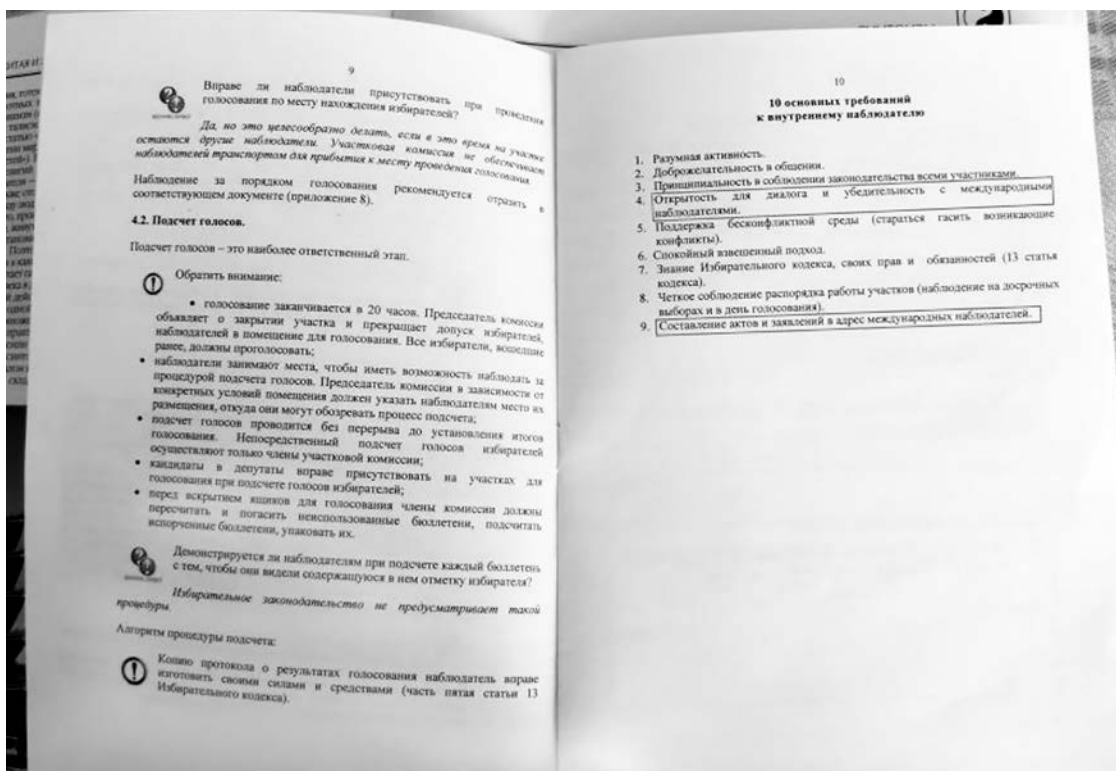 9
Вправе ли наблюдатели присутствовать при проведении
голосования по месту нахождения избирателей?
Да, но это целесообразно делать, если в это время на участке
остаются другие наблюдатели. Участковая комиссия не обеспечивает
наблюдателей транспортом для прибытия к месту проведения голосования.
Наблюдение за порядком голосования рекомендуется отразить в
соответствующем документе (приложение 8).
4.2. Подсчет голосов.
Подсчет голосов – это наиболее ответственный этап.
Обратить внимание:
• голосование заканчивается в 20 часов. Председатель комиссии
объявляет о закрытии участка и прекращает допуск избирателей,
наблюдателей в помещение для голосования. Все избиратели, вошедшие
ранее, должны проголосовать;
• наблюдатели занимают места, чтобы иметь возможность наблюдать за
процедурой подсчета голосов. Председатель комиссии в зависимости от
конкретных условий помещения должен указать наблюдателям место их
размещения, откуда они могут обозревать процесс подсчета;
• подсчет голосов проводится без перерыва до установления итогов
голосования. Непосредственный подсчет голосов избирателей
осуществляют только члены участковой комиссии;
• кандидаты в депутаты вправе присутствовать на участках для
голосования при подсчете голосов избирателей;
• перед вскрытием ящиков для голосования члены комиссии должны
пересчитать и погасить неиспользованные бюллетени, подсчитать
испорченные бюллетени, упаковать их.
Демонстрируется ли наблюдателям при подсчете каждый бюллетень
с тем, чтобы они видели содержащуюся в нем отметку избирателя?
Избирательное законодательство не предусматривает такой
процедуры.
Алгоритм процедуры подсчета:
Копию протокола о результатах голосования наблюдатель вправе
изготовить своими силами и средствами (часть пятая статьи 13
Избирательного кодекса).
10
10 основных требований
к внутреннему наблюдателю
1. Разумная активность.
2. Доброжелательность в общении.
3. Принципиальность в соблюдении законодательства всеми участниками.
4. Открытость для диалога и убедительность с международными
наблюдателями.
5. Поддержка бесконфликтной среды (стараться гасить возникающие
конфликты).
6. Спокойный взвешенный подход.
7. Знание Избирательного кодекса, своих прав и обязанностей (13 статья
кодекса).
8. Четкое соблюдение распорядка работы участков (наблюдение на досрочных
выборах и в день голосования).
9. Составление актов и заявлений в адрес международных наблюдателей.